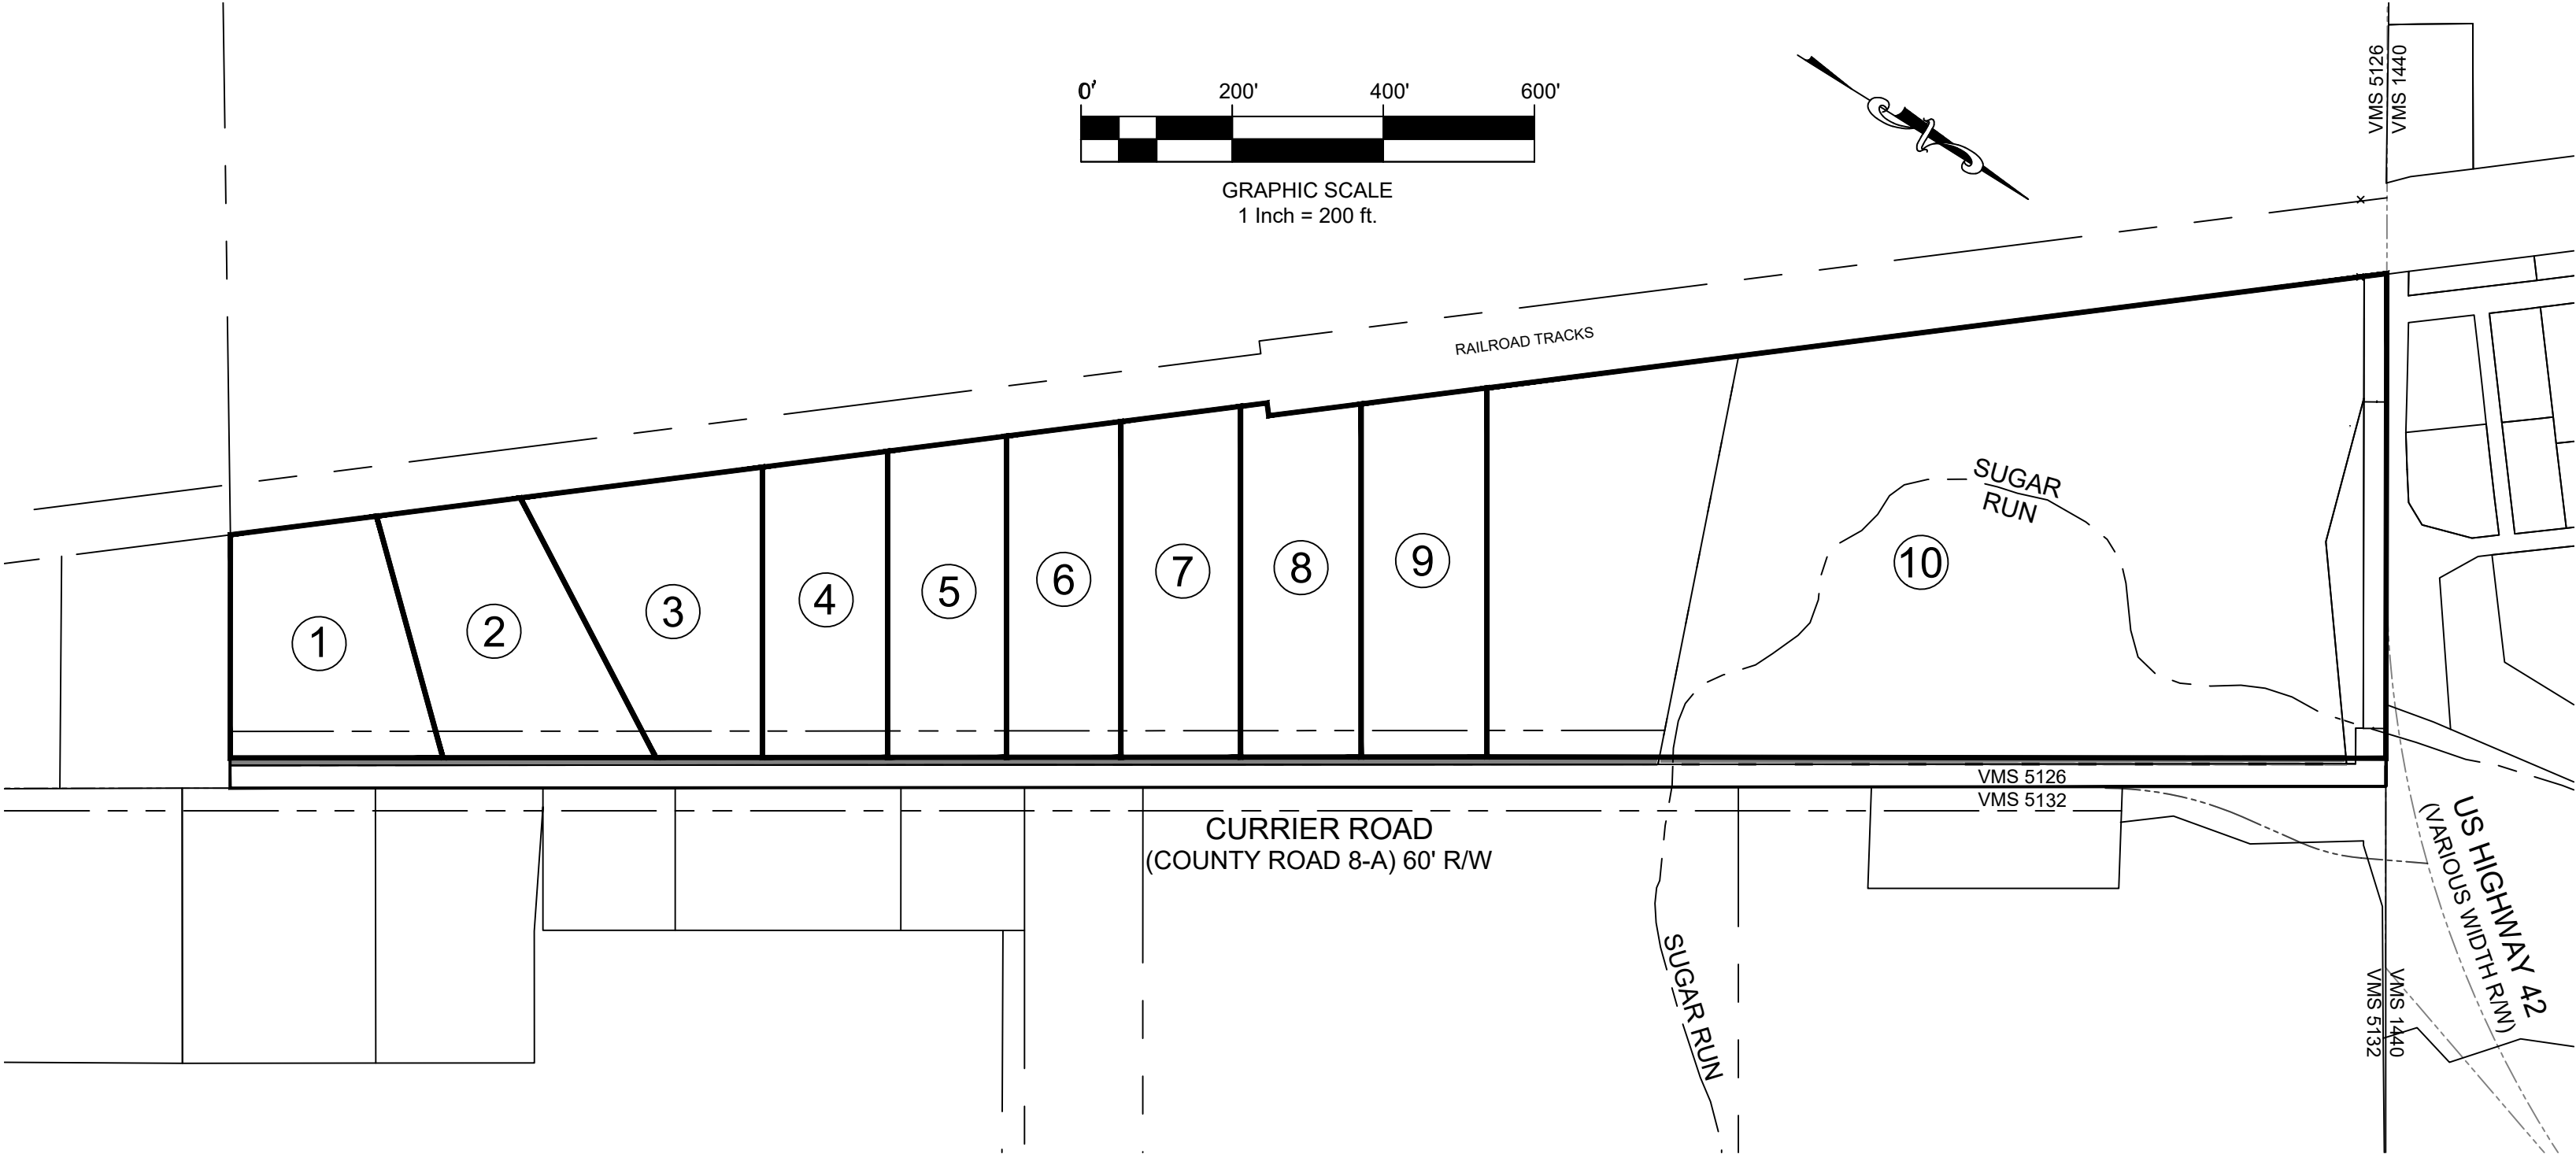 0' 200' 400' 600'
GRAPHIC SCALE
1 Inch = 200 ft.
VMS 5126
VMS 1440
RAILROAD TRACKS
SUGAR
RUN
1
2
3
4
5
6
7
8
9
10
VMS 5126
VMS 5132
CURRIER ROAD
(COUNTY ROAD 8-A) 60' R/W
SUGAR RUN
US HIGHWAY 42
(VARIOUS WIDTH R/W)
VMS 5132
VMS 1440